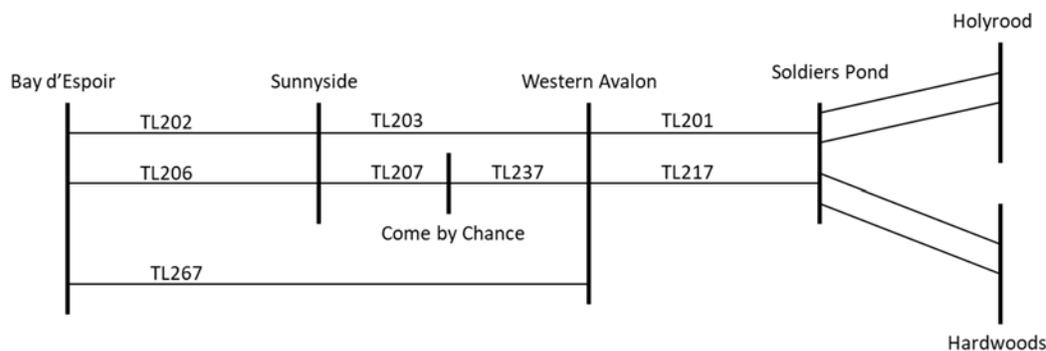 Holyrood
Bay d'Espoir
Sunnyside
Western Avalon
Soldiers Pond
TL202
TL203
TL201
TL206
TL207
TL237
TL217
Come by Chance
TL267
Hardwoods